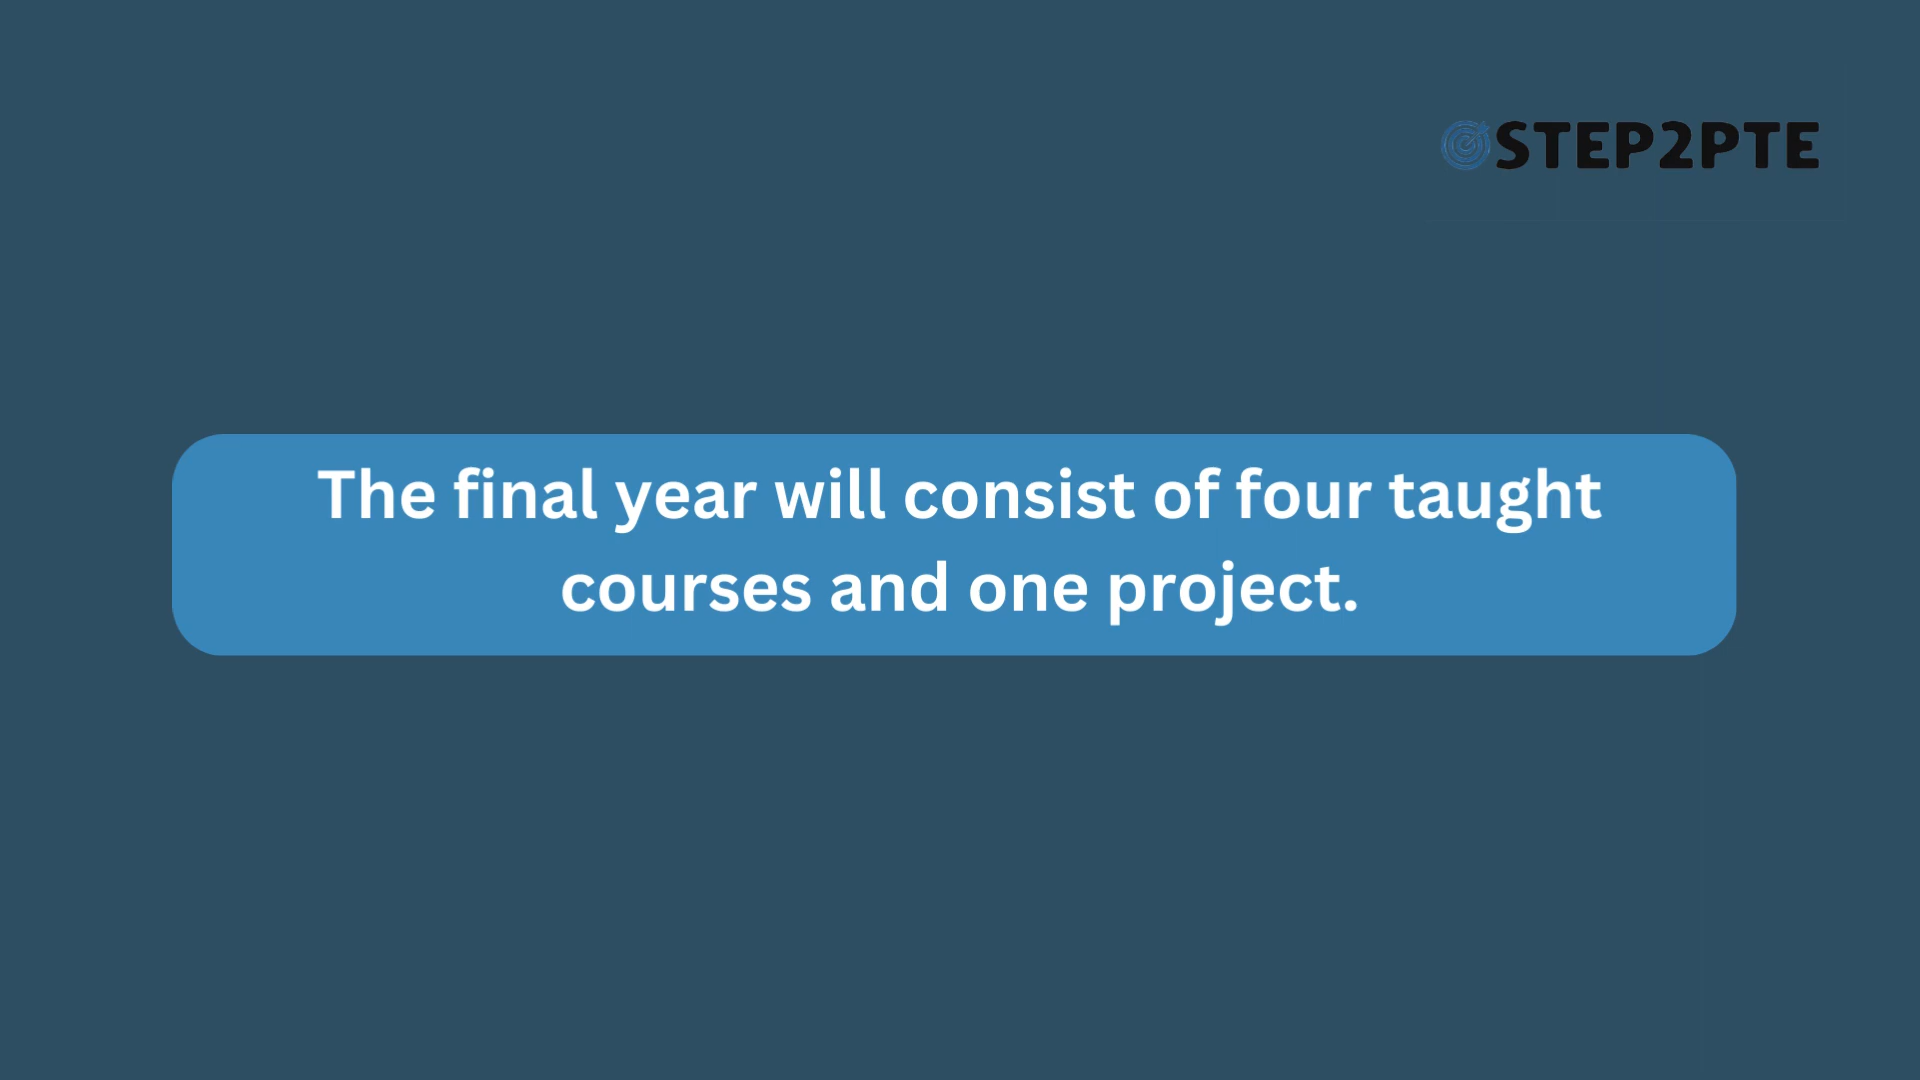 STEP2PTE
The final year will consist of four taught
courses and one project.